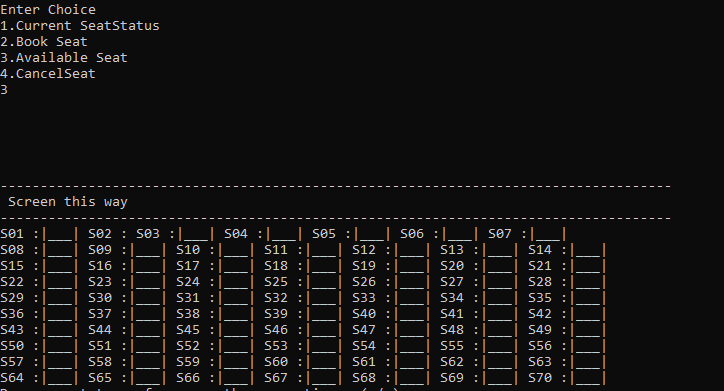 Enter Choice
1.Current SeatStatus
2.Book Seat
3.Available Seat
4.CancelSeat
3
------------------------------------------------------------------------------------
 Screen this way
------------------------------------------------------------------------------------
S01 :|___| S02 : S03 :|___| S04 :|___| S05 :|___| S06 :|___| S07 :|___|
S08 :|___| S09 :|___| S10 :|___| S11 :|___| S12 :|___| S13 :|___| S14 :|___|
S15 :|___| S16 :|___| S17 :|___| S18 :|___| S19 :|___| S20 :|___| S21 :|___|
S22 :|___| S23 :|___| S24 :|___| S25 :|___| S26 :|___| S27 :|___| S28 :|___|
S29 :|___| S30 :|___| S31 :|___| S32 :|___| S33 :|___| S34 :|___| S35 :|___|
S36 :|___| S37 :|___| S38 :|___| S39 :|___| S40 :|___| S41 :|___| S42 :|___|
S43 :|___| S44 :|___| S45 :|___| S46 :|___| S47 :|___| S48 :|___| S49 :|___|
S50 :|___| S51 :|___| S52 :|___| S53 :|___| S54 :|___| S55 :|___| S56 :|___|
S57 :|___| S58 :|___| S59 :|___| S60 :|___| S61 :|___| S62 :|___| S63 :|___|
S64 :|___| S65 :|___| S66 :|___| S67 :|___| S68 :|___| S69 :|___| S70 :|___|